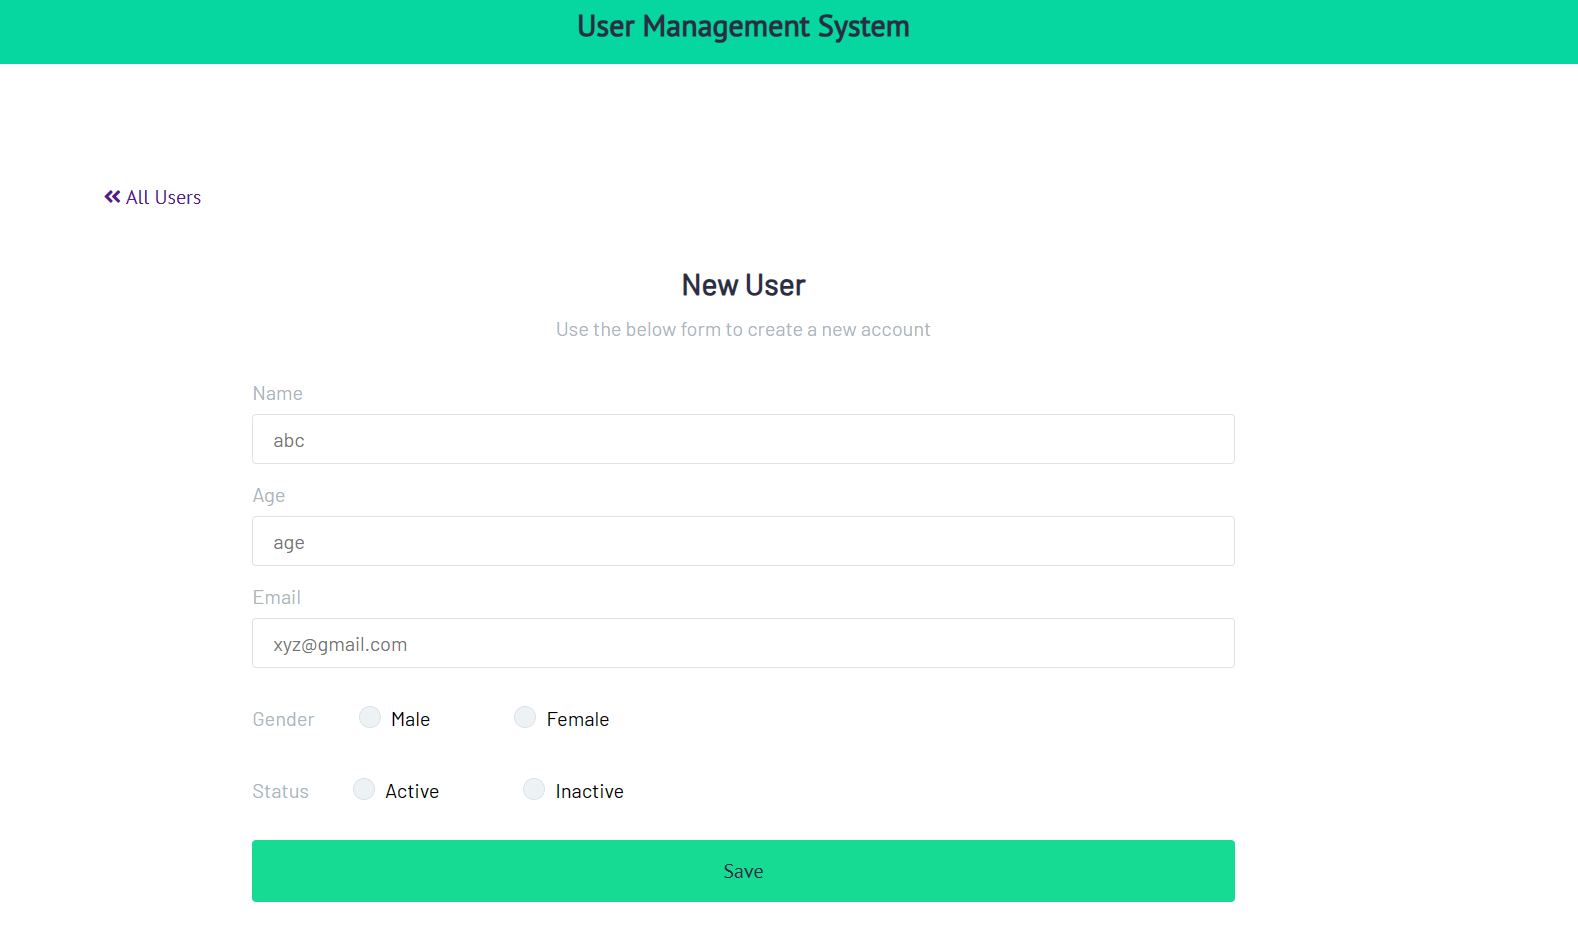 User Management System
All Users
New User
Use the below form to create a new account
Name
abc
Age
age
Email
xyz@gmail.com
Gender Male Female
Status Active Inactive
Save